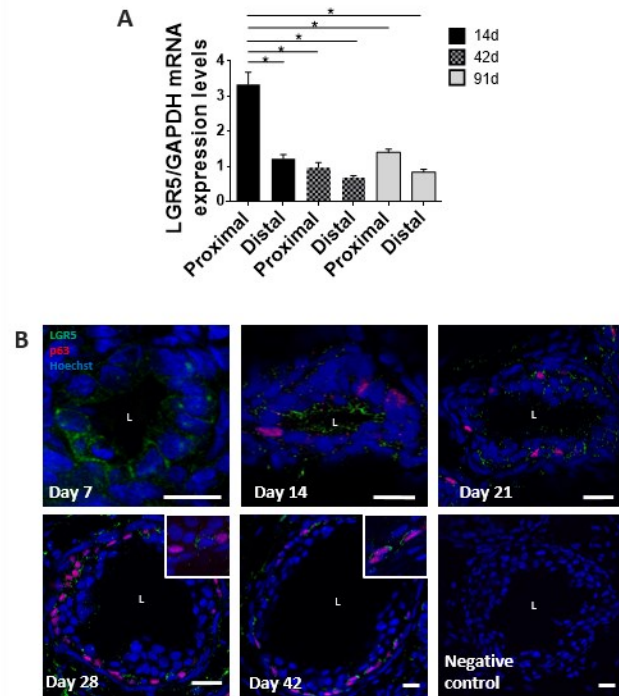 A
*
*
*
*
*
LGR5/GAPDH mRNA
expression levels
4
3
2
1
0
Proximal
Distal
Proximal
Distal
Proximal
Distal
14d
42d
91d
B
LGR5
p63
Hoechst
L
Day 7
L
Day 14
L
Day 21
L
Day 28
L
Day 42
L
Negative
control